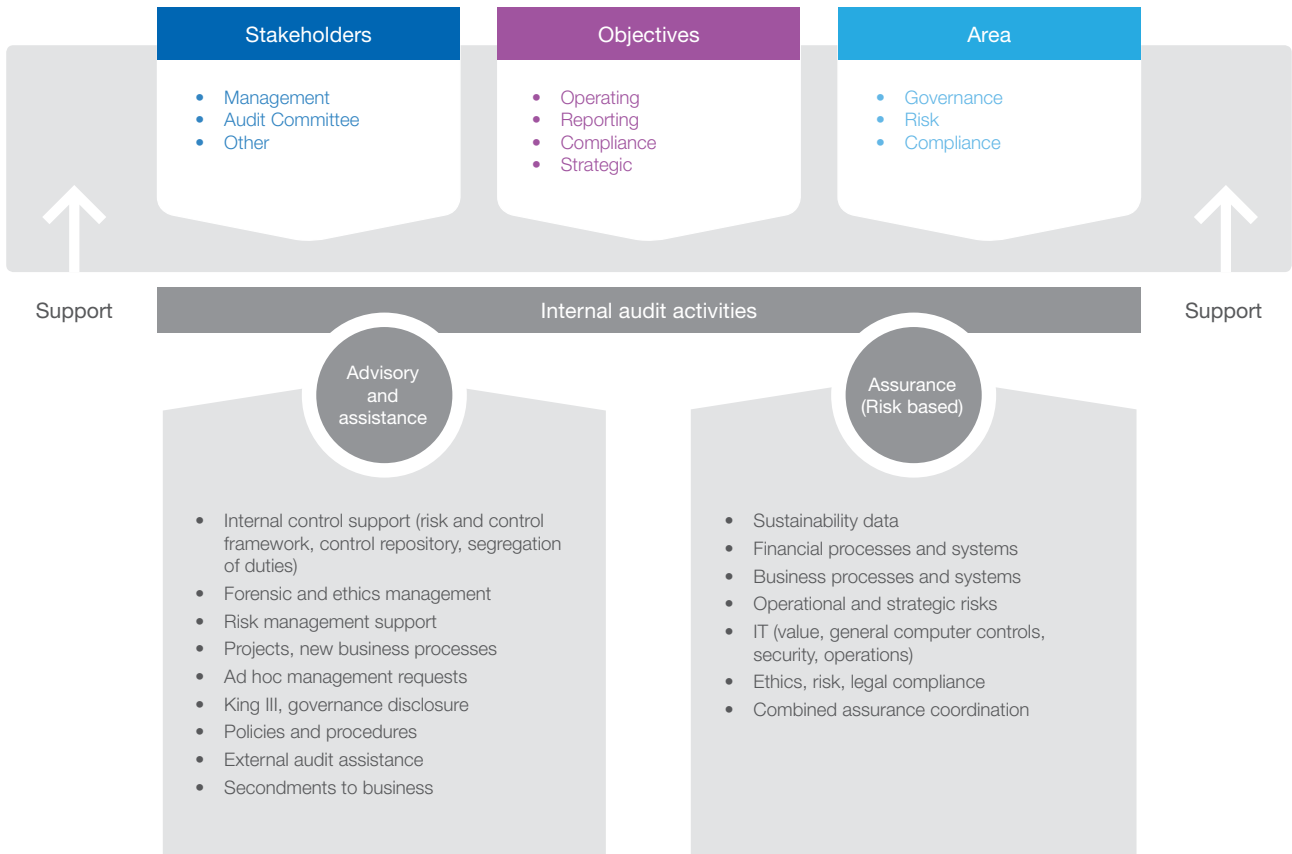 Stakeholders
• Management
• Audit Committee
• Other
Objectives
• Operating
• Reporting
• Compliance
• Strategic
Area
• Governance
• Risk
• Compliance
Support
Internal audit activities
Support
Advisory
and
assistance
• Internal control support (risk and control
framework, control repository, segregation
of duties)
• Forensic and ethics management
• Risk management support
• Projects, new business processes
• Ad hoc management requests
• King III, governance disclosure
• Policies and procedures
• External audit assistance
• Secondments to business
Assurance
(Risk based)
• Sustainability data
• Financial processes and systems
• Business processes and systems
• Operational and strategic risks
• IT (value, general computer controls,
security, operations)
• Ethics, risk, legal compliance
• Combined assurance coordination